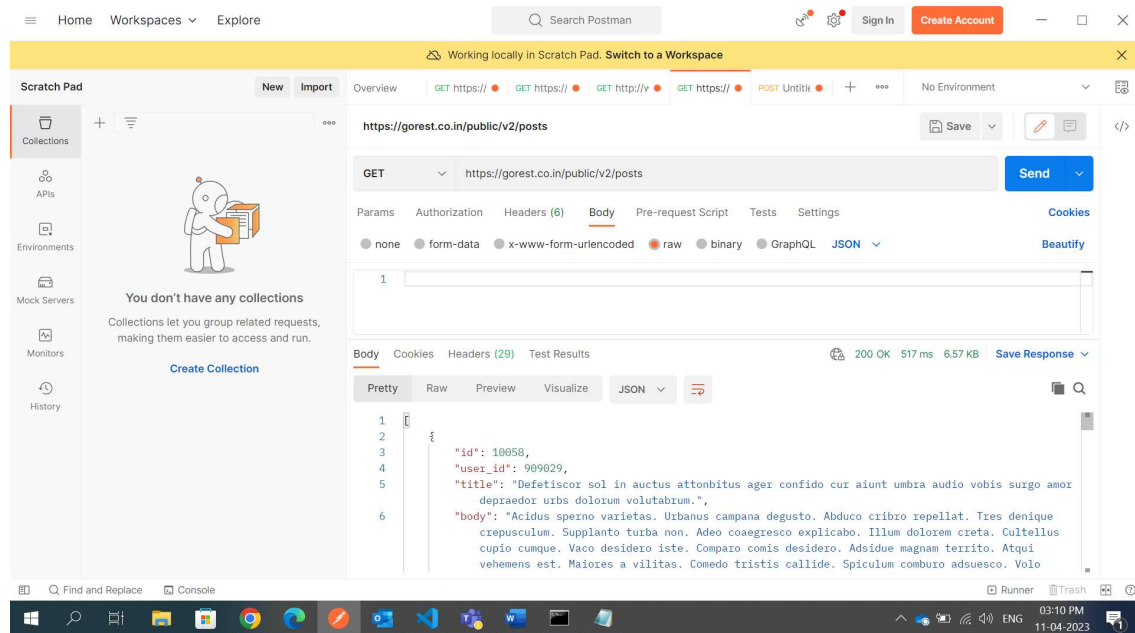 Home Workspaces Explore Search Postman Sign In Create Account
Working locally in Scratch Pad. Switch to a Workspace
Scratch Pad New Import Overview GET https:// GET https:// GET http://v GET https:// POST Untitle No Environment
Collections
https://gorest.co.in/public/v2/posts Save
APIs
GET https://gorest.co.in/public/v2/posts Send
Params Authorization Headers (6) Body Pre-request Script Tests Settings Cookies
Environments
none form-data x-www-form-urlencoded raw binary GraphQL JSON Beautify
1
Mock Servers
You don't have any collections
Collections let you group related requests,
making them easier to access and run.
Monitors
Create Collection
Body Cookies Headers (29) Test Results 200 OK 517 ms 6.57 KB Save Response
History
Pretty Raw Preview Visualize JSON
1 [
2 {
3 "id": 10058,
4 "user_id": 909029,
5 "title": "Defetiscor sol in auctus attonbitus ager confido cur aiunt umbra audio vobis surgo amor
depraedor urbs dolorum volutabrum.",
6 "body": "Acidus sperno varietas. Urbanus campana degusto. Abduco cribro repellat. Tres denique
crepusculum. Supplanto turba non. Adeo coaegresco explicabo. Illum dolorem creta. Cultellus
cupio cumque. Vaco desidero iste. Comparo comis desidero. Adsidue magnam territo. Atqui
vehemens est. Maiores a vilitas. Comedo tristis callide. Spiculum comburo adsuesco. Volo
Find and Replace Console Runner Trash
ENG 03:10 PM
11-04-2023
1